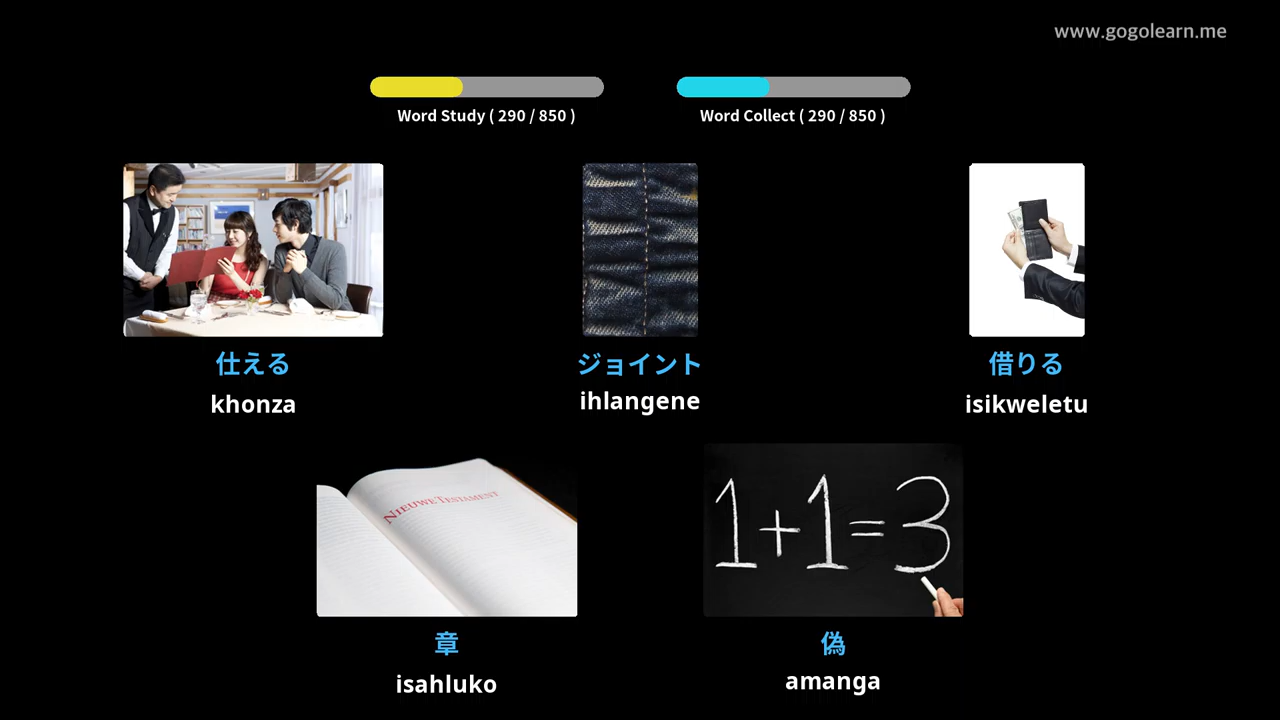 www.gogolearn.me
Word Study ( 290 / 850 )
Word Collect ( 290 / 850 )
仕える
khonza
ジョイント
ihlangene
借りる
isikweletu
NIEUWE TESTAMENT
章
isahluko
1+1=3
偽
amanga